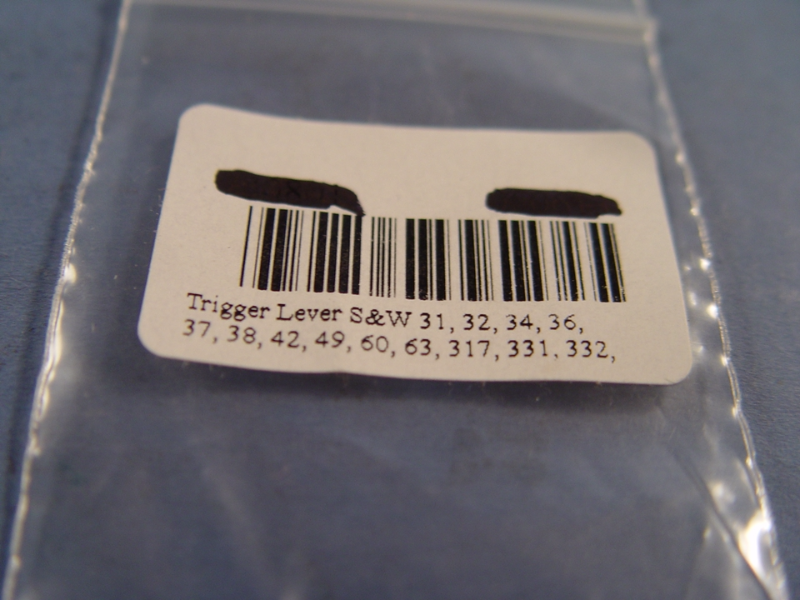 Trigger Lever S&W 31, 32, 34, 36,
37, 38, 42, 49, 60, 63, 317, 331, 332,